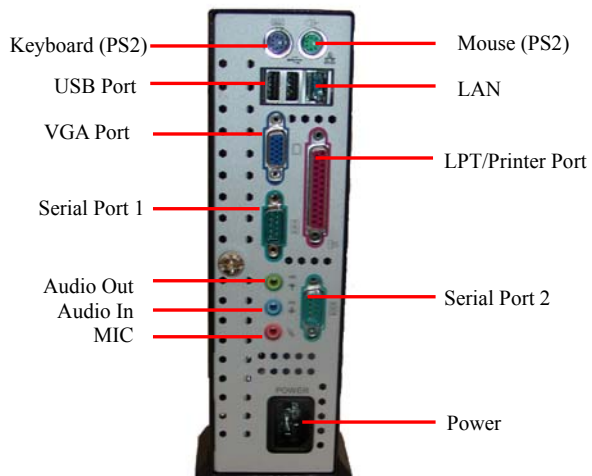 Keyboard (PS2)
Mouse (PS2)
USB Port
LAN
VGA Port
LPT/Printer Port
Serial Port 1
Audio Out
Audio In
MIC
Serial Port 2
POWER
Power